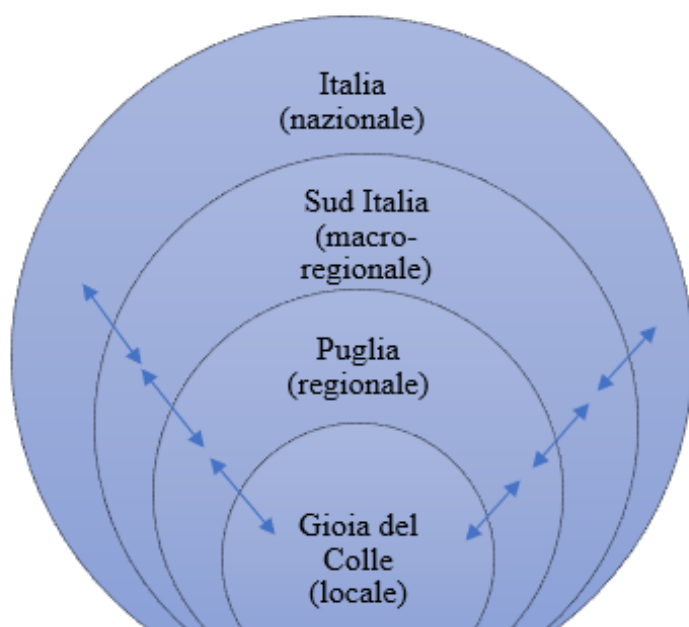 Italia
(nazionale)
Sud Italia
(macro-
regionale)
Puglia
(regionale)
Gioia del
Colle
(locale)